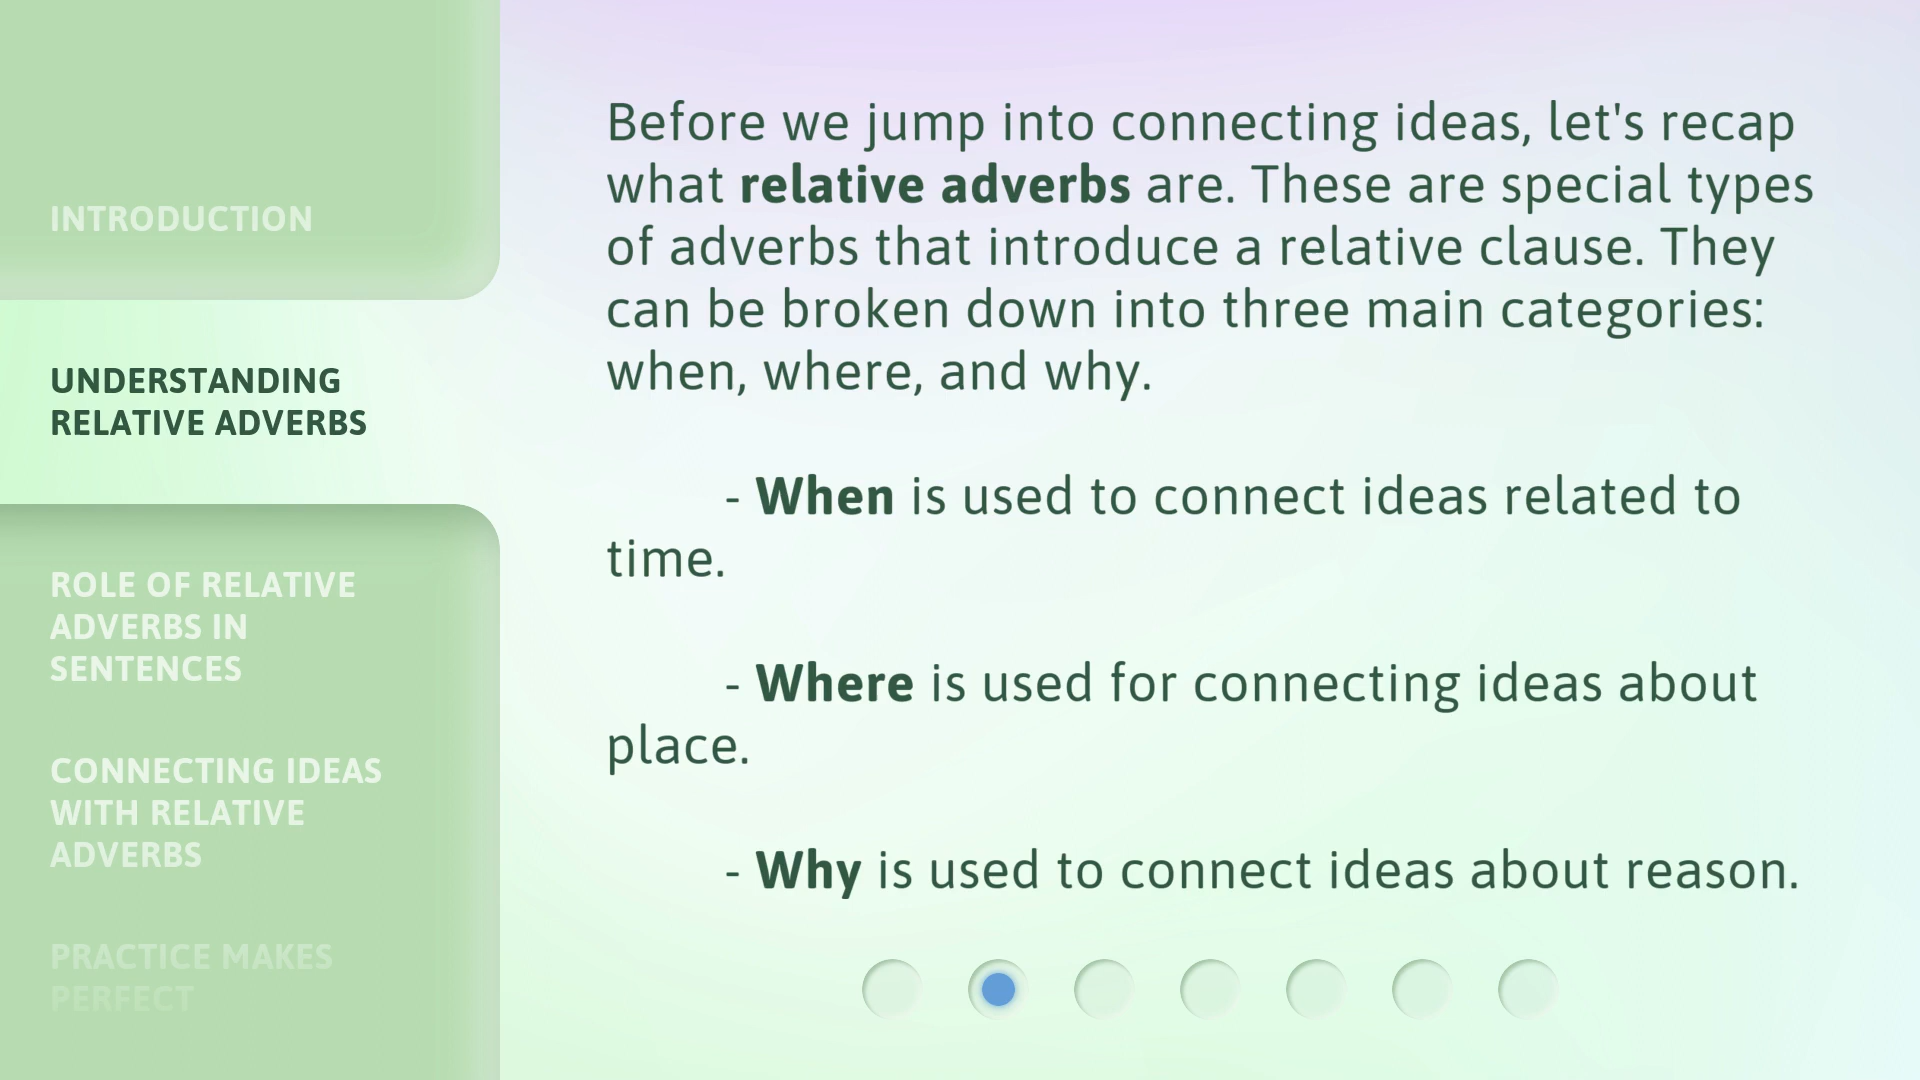 INTRODUCTION
UNDERSTANDING
RELATIVE ADVERBS
ROLE OF RELATIVE
ADVERBS IN
SENTENCES
CONNECTING IDEAS
WITH RELATIVE
ADVERBS
PRACTICE MAKES
PERFECT
Before we jump into connecting ideas, let's recap
what relative adverbs are. These are special types
of adverbs that introduce a relative clause. They
can be broken down into three main categories:
when, where, and why.
- When is used to connect ideas related to
time.
- Where is used for connecting ideas about
place.
- Why is used to connect ideas about reason.